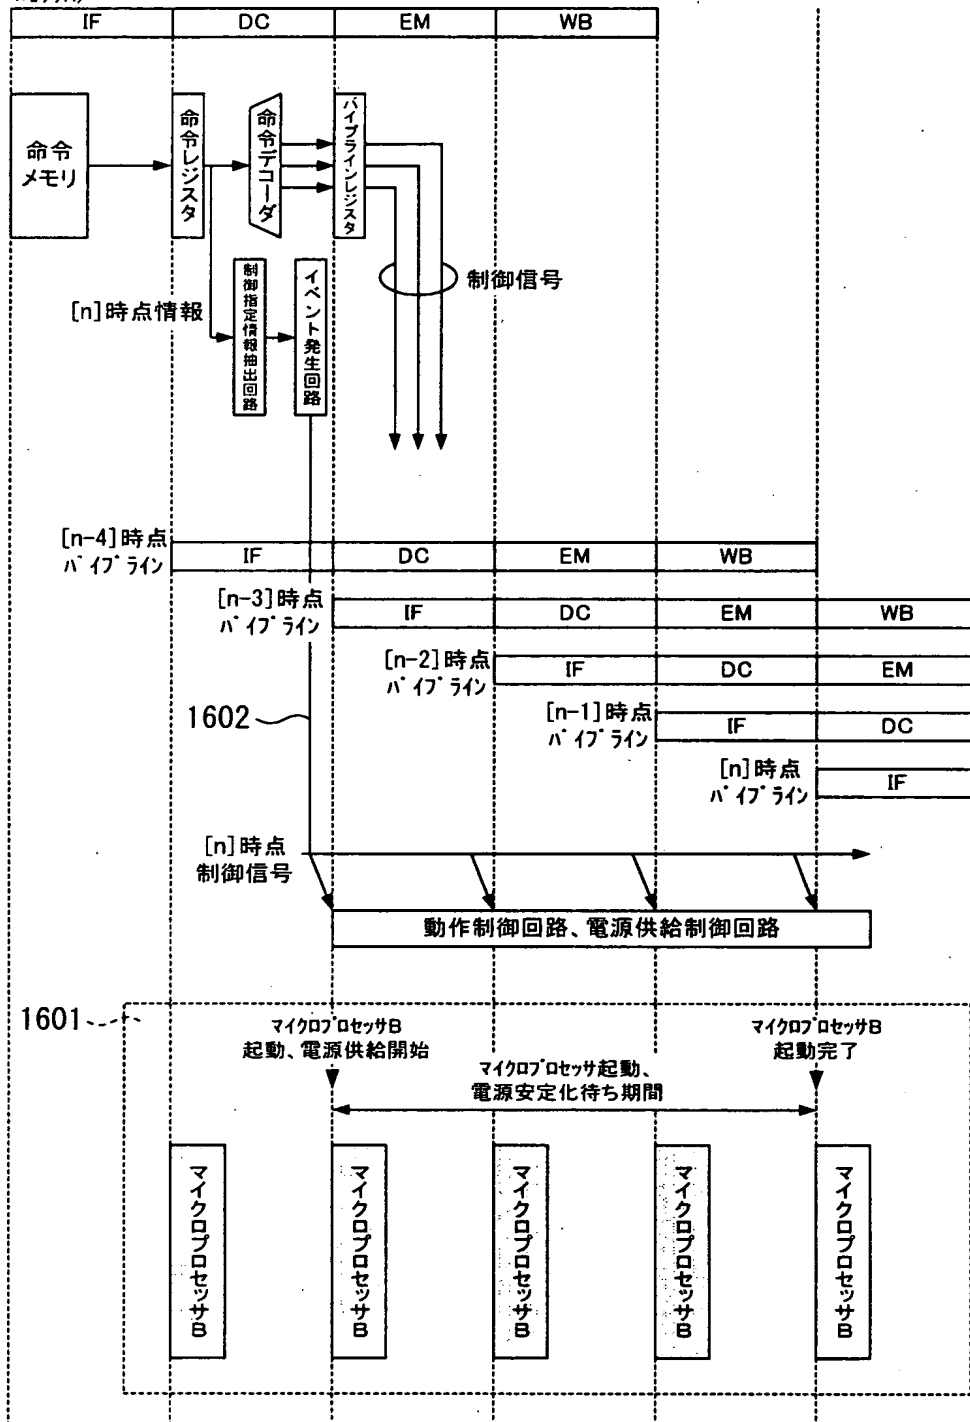 IF DC EM WB
命令
メモリ
命令レジスタ
命令デコーダ
パイプラインレジスタ
制御信号
制御指定情報抽出回路
イベント発生回路
[n]時点情報
[n-4]時点
パイプライン
IF DC EM WB
[n-3]時点
パイプライン
IF DC EM WB
[n-2]時点
パイプライン
IF DC EM
1602
[n-1]時点
パイプライン
IF DC
[n]時点
パイプライン
IF
[n]時点
制御信号
動作制御回路、電源供給制御回路
1601
マイクロプロセッサB
起動、電源供給開始
マイクロプロセッサB
起動完了
マイクロプロセッサ起動、
電源安定化待ち期間
マイクロプロセッサB
マイクロプロセッサB
マイクロプロセッサB
マイクロプロセッサB
マイクロプロセッサB